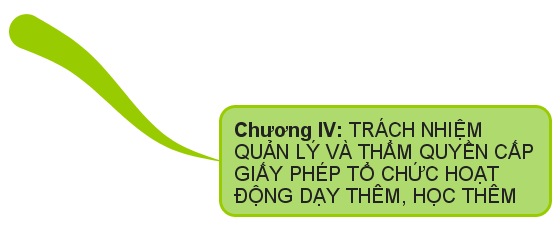 Chương IV: TRÁCH NHIỆM
QUẢN LÝ VÀ THẨM QUYỀN CẤP
GIẤY PHÉP TỔ CHỨC HOẠT
ĐỘNG DẠY THÊM, HỌC THÊM